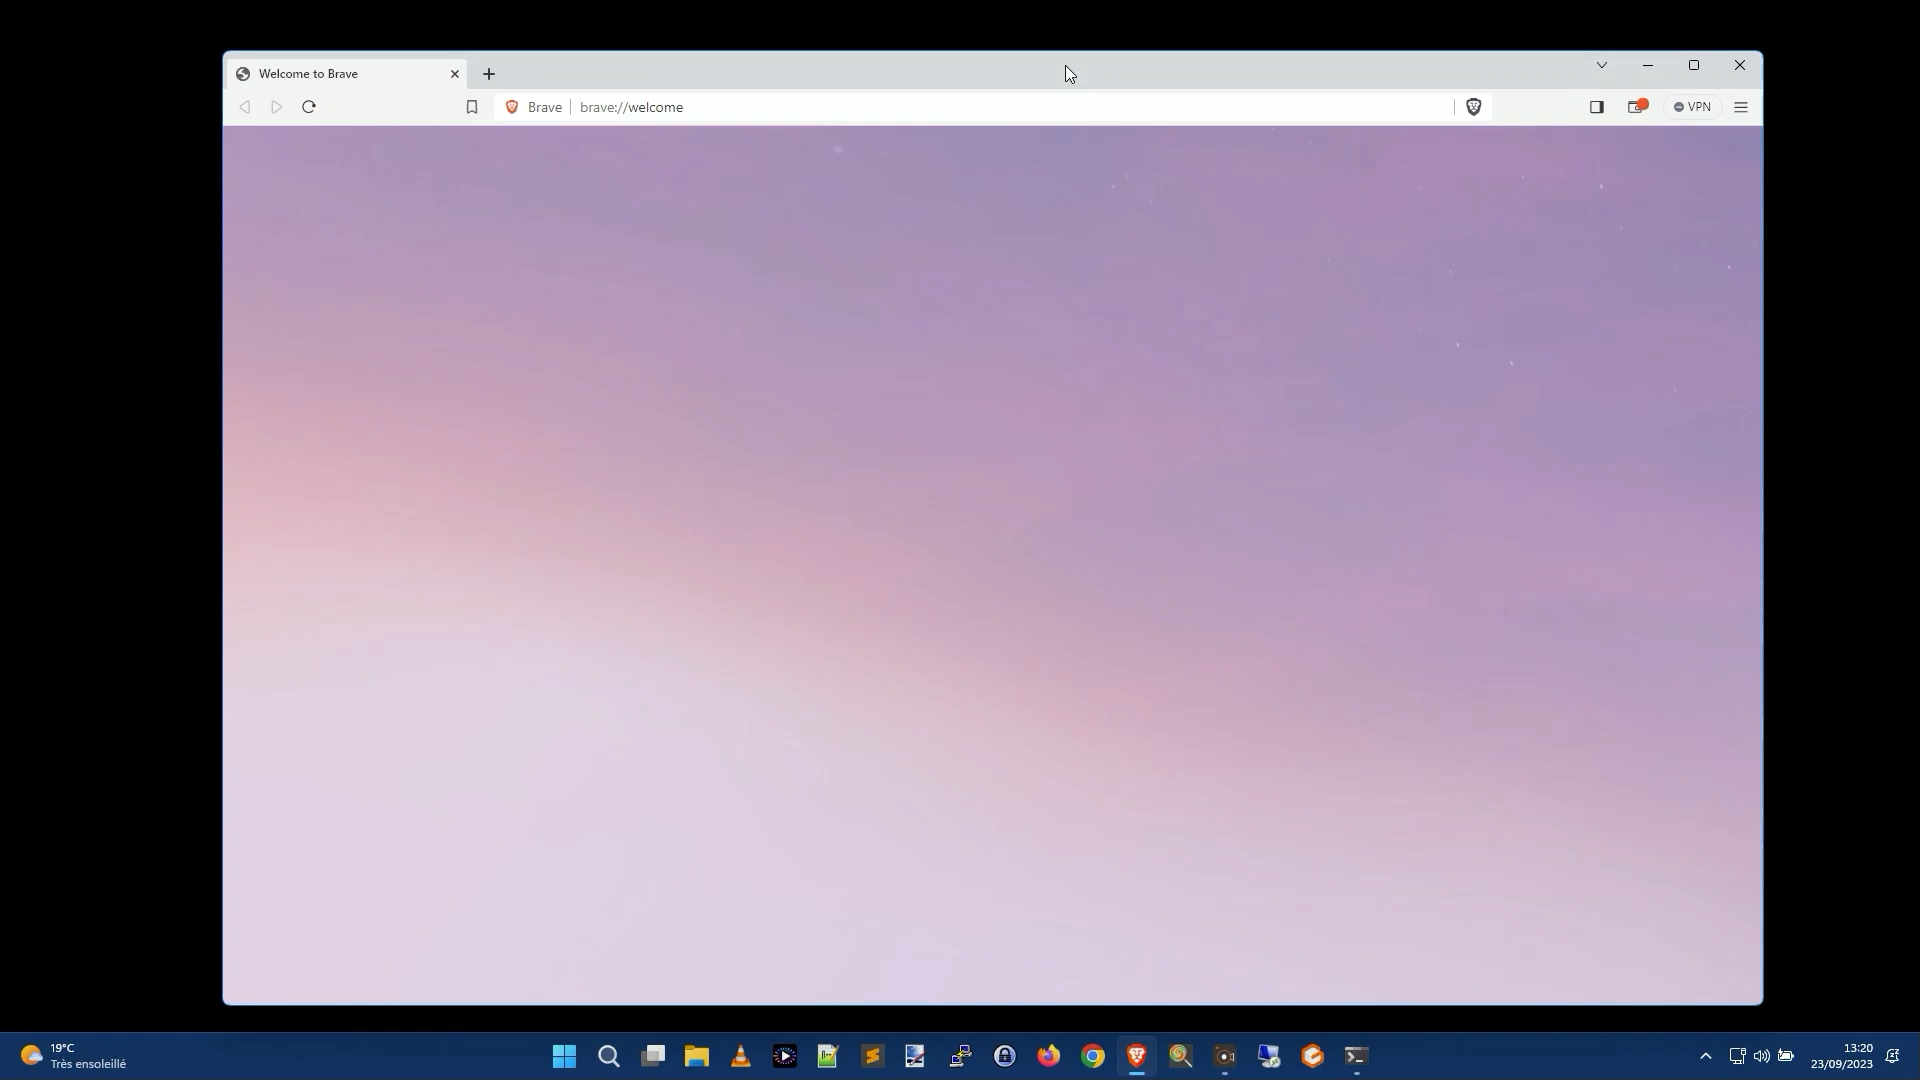 Welcome to Brave
Brave
brave://welcome
VPN
19°C
Très ensoleillé
13:20
23/09/2023